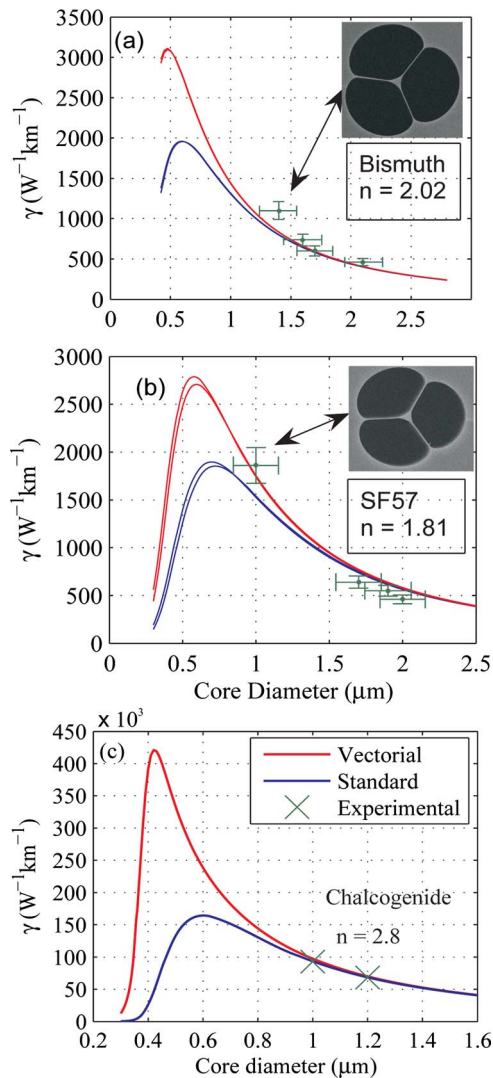 (a)
3500
3000
2500
2000
1500
1000
500
0
γ (W⁻¹km⁻¹)
Bismuth
n = 2.02
0 0.5 1 1.5 2 2.5
(b)
3000
2500
2000
1500
1000
500
0
γ (W⁻¹km⁻¹)
SF57
n = 1.81
0 0.5 1 1.5 2 2.5
Core Diameter (μm)
x 10³
(c)
450
400
350
300
250
200
150
100
50
0
γ (W⁻¹km⁻¹)
Vectorial
Standard
Experimental
Chalcogenide
n = 2.8
0.2 0.4 0.6 0.8 1 1.2 1.4 1.6
Core diameter (μm)